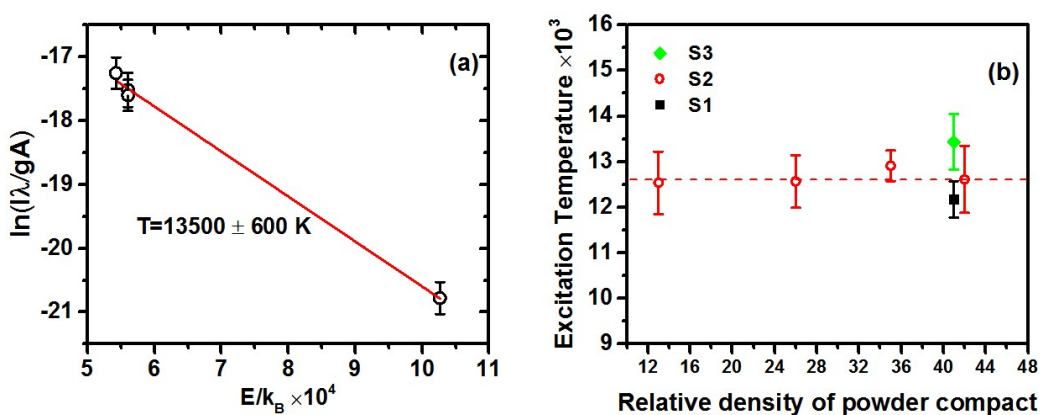 (a)
ln(Iλ/gA)
-17
-18
-19
-20
-21
T=13500 ± 600 K
5 6 7 8 9 10 11
E/k_B ×10^4
(b)
Excitation Temperature ×10^3
16
15
14
13
12
11
10
9
S3
S2
S1
12 16 20 24 28 32 36 40 44 48
Relative density of powder compact